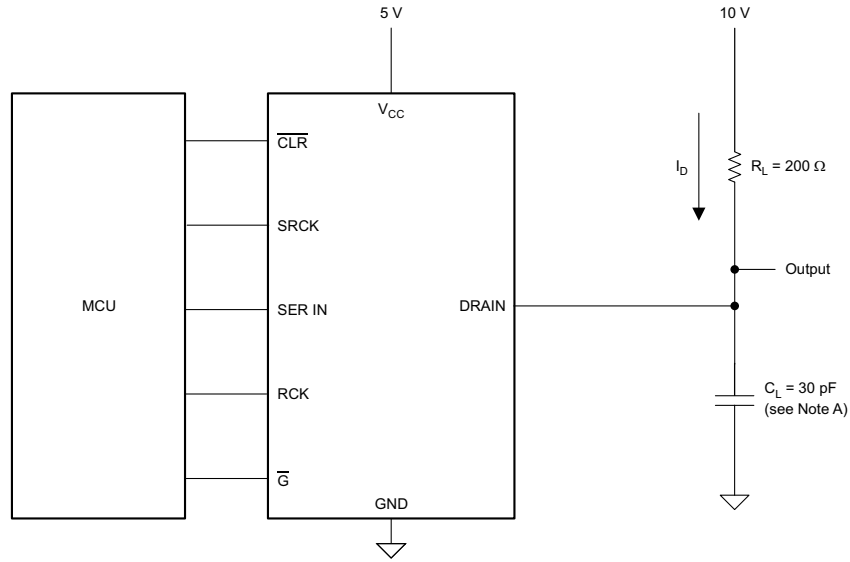 5 V
10 V
V_CC
CLR
SRCK
SER IN
RCK
G
MCU
DRAIN
GND
I_D
R_L = 200 Ω
Output
C_L = 30 pF
(see Note A)